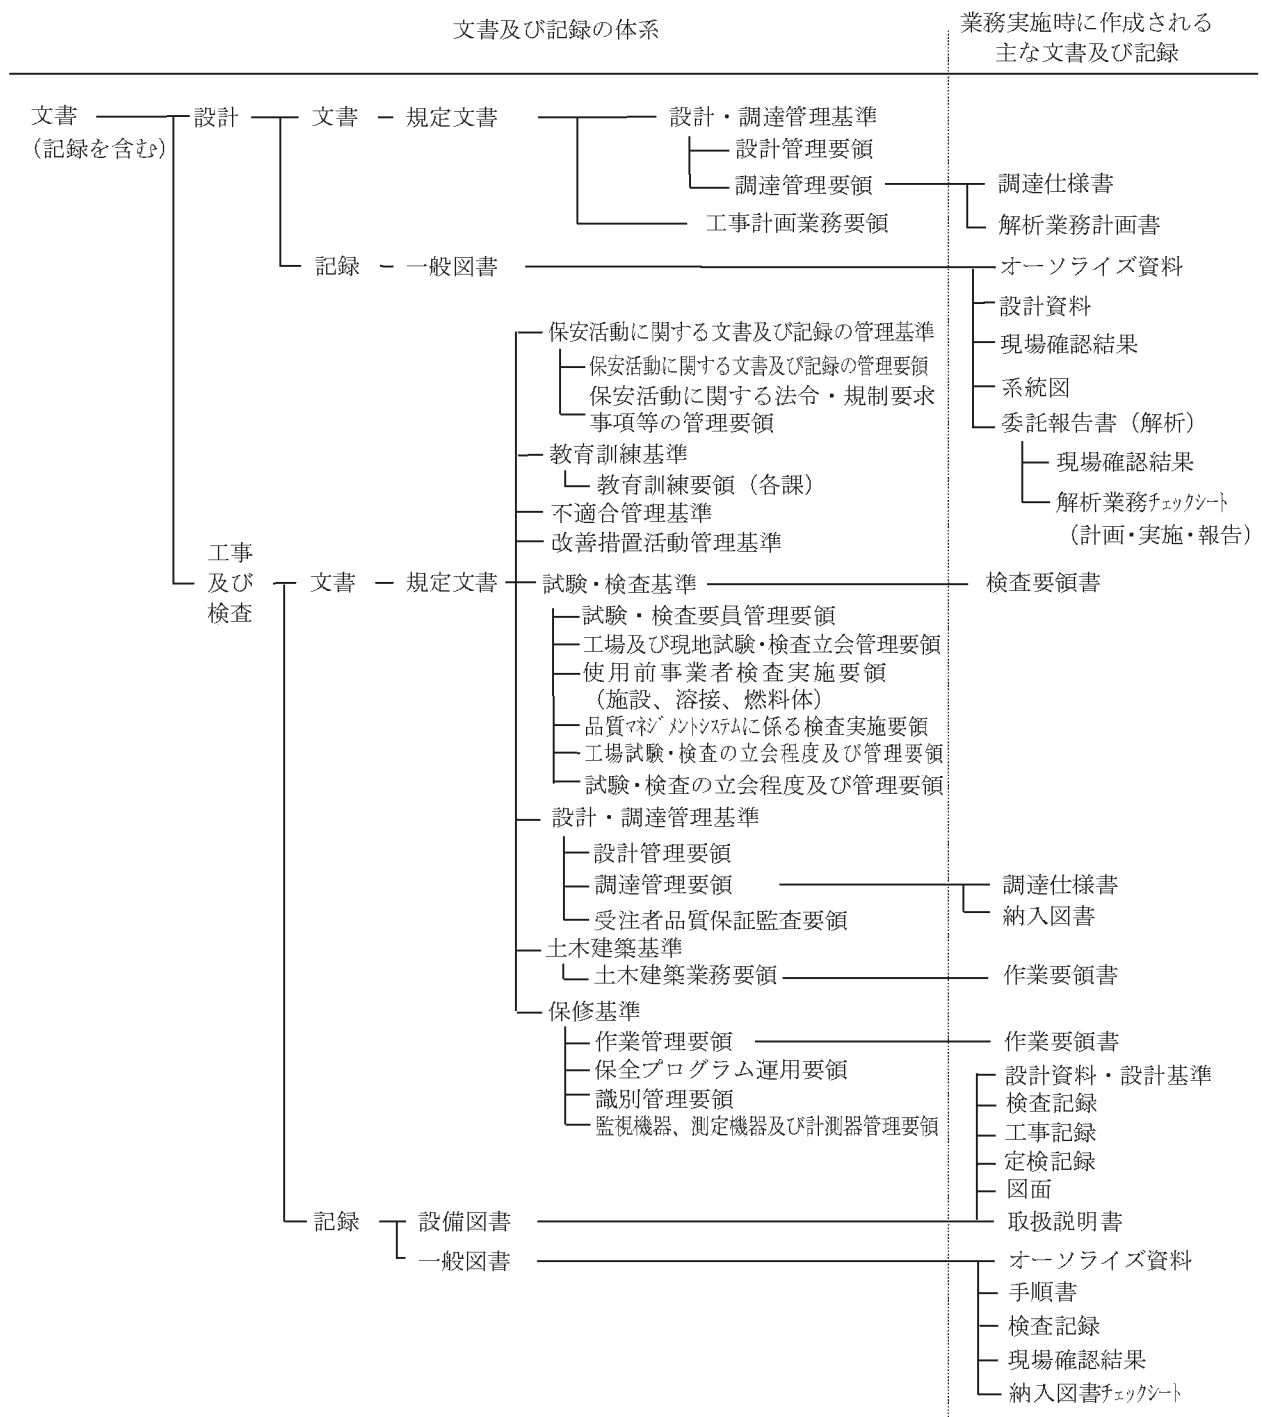 文書及び記録の体系
業務実施時に作成される
主な文書及び記録
文書
(記録を含む)
設計
文書
規定文書
設計・調達管理基準
設計管理要領
調達管理要領
調達仕様書
工事計画業務要領
解析業務計画書
記録
一般図書
オーソライズ資料
設計資料
現場確認結果
系統図
委託報告書(解析)
現場確認結果
解析業務チェックシート
(計画・実施・報告)
保安活動に関する文書及び記録の管理基準
保安活動に関する文書及び記録の管理要領
保安活動に関する法令・規制要求
事項等の管理要領
教育訓練基準
教育訓練要領(各課)
不適合管理基準
改善措置活動管理基準
工事
及び
検査
文書
規定文書
試験・検査基準
検査要領書
試験・検査要員管理要領
工場及び現地試験・検査立会管理要領
使用前事業者検査実施要領
(施設、溶接、燃料体)
品質マネジメントシステムに係る検査実施要領
工場試験・検査の立会程度及び管理要領
試験・検査の立会程度及び管理要領
設計・調達管理基準
設計管理要領
調達管理要領
調達仕様書
納入図書
受注者品質保証監査要領
土木建築基準
土木建築業務要領
作業要領書
保修基準
作業管理要領
作業要領書
保全プログラム運用要領
識別管理要領
監視機器、測定機器及び計測器管理要領
設計資料・設計基準
検査記録
工事記録
定検記録
図面
記録
設備図書
取扱説明書
一般図書
オーソライズ資料
手順書
検査記録
現場確認結果
納入図書チェックシート